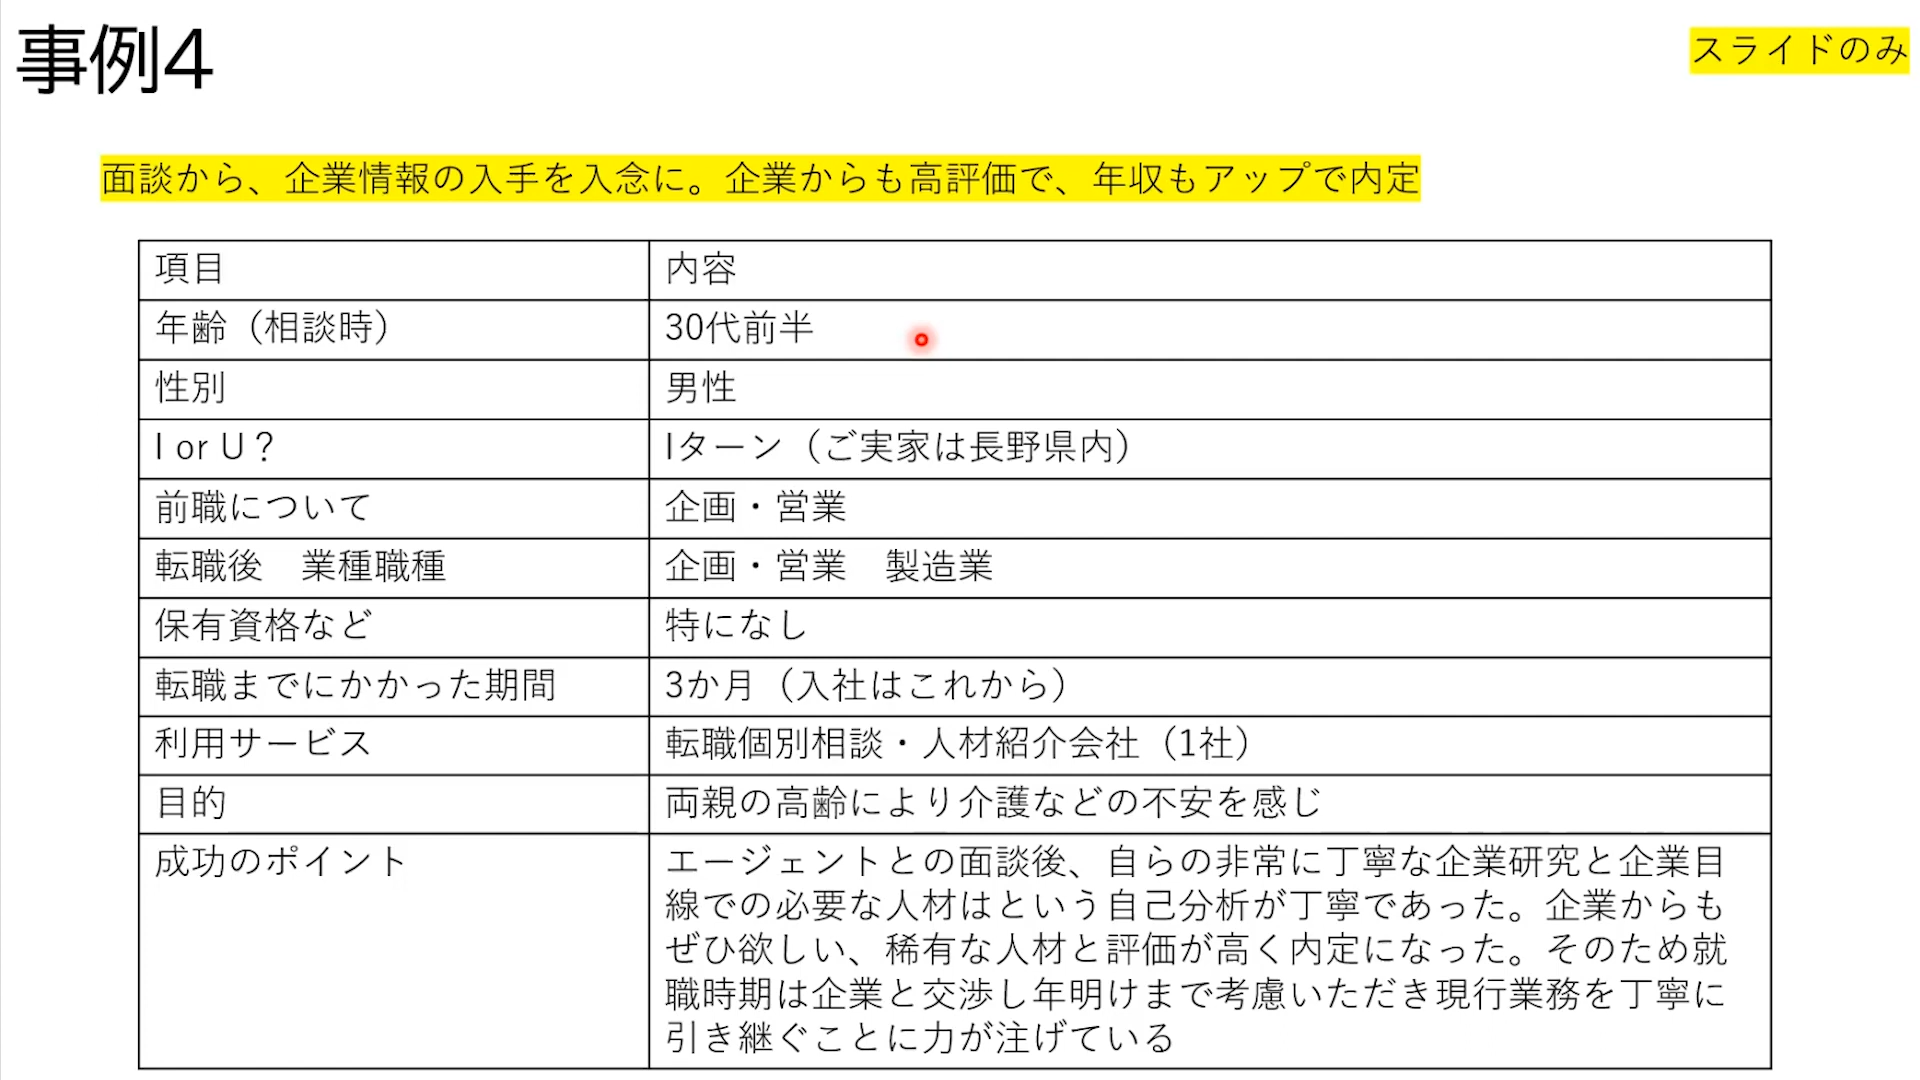 事例4
スライドのみ
面談から、企業情報の入手を入念に。企業からも高評価で、年収もアップで内定
項目 内容
年齢（相談時） 30代前半
性別 男性
I or U？ Iターン（ご実家は長野県内）
前職について 企画・営業
転職後　業種職種 企画・営業　製造業
保有資格など 特になし
転職までにかかった期間 3か月（入社はこれから）
利用サービス 転職個別相談・人材紹介会社（1社）
目的 両親の高齢により介護などの不安を感じ
成功のポイント エージェントとの面談後、自らの非常に丁寧な企業研究と企業目
線での必要な人材はという自己分析が丁寧であった。企業からも
ぜひ欲しい、稀有な人材と評価が高く内定になった。そのため就
職時期は企業と交渉し年明けまで考慮いただき現行業務を丁寧に
引き継ぐことに力が注げている